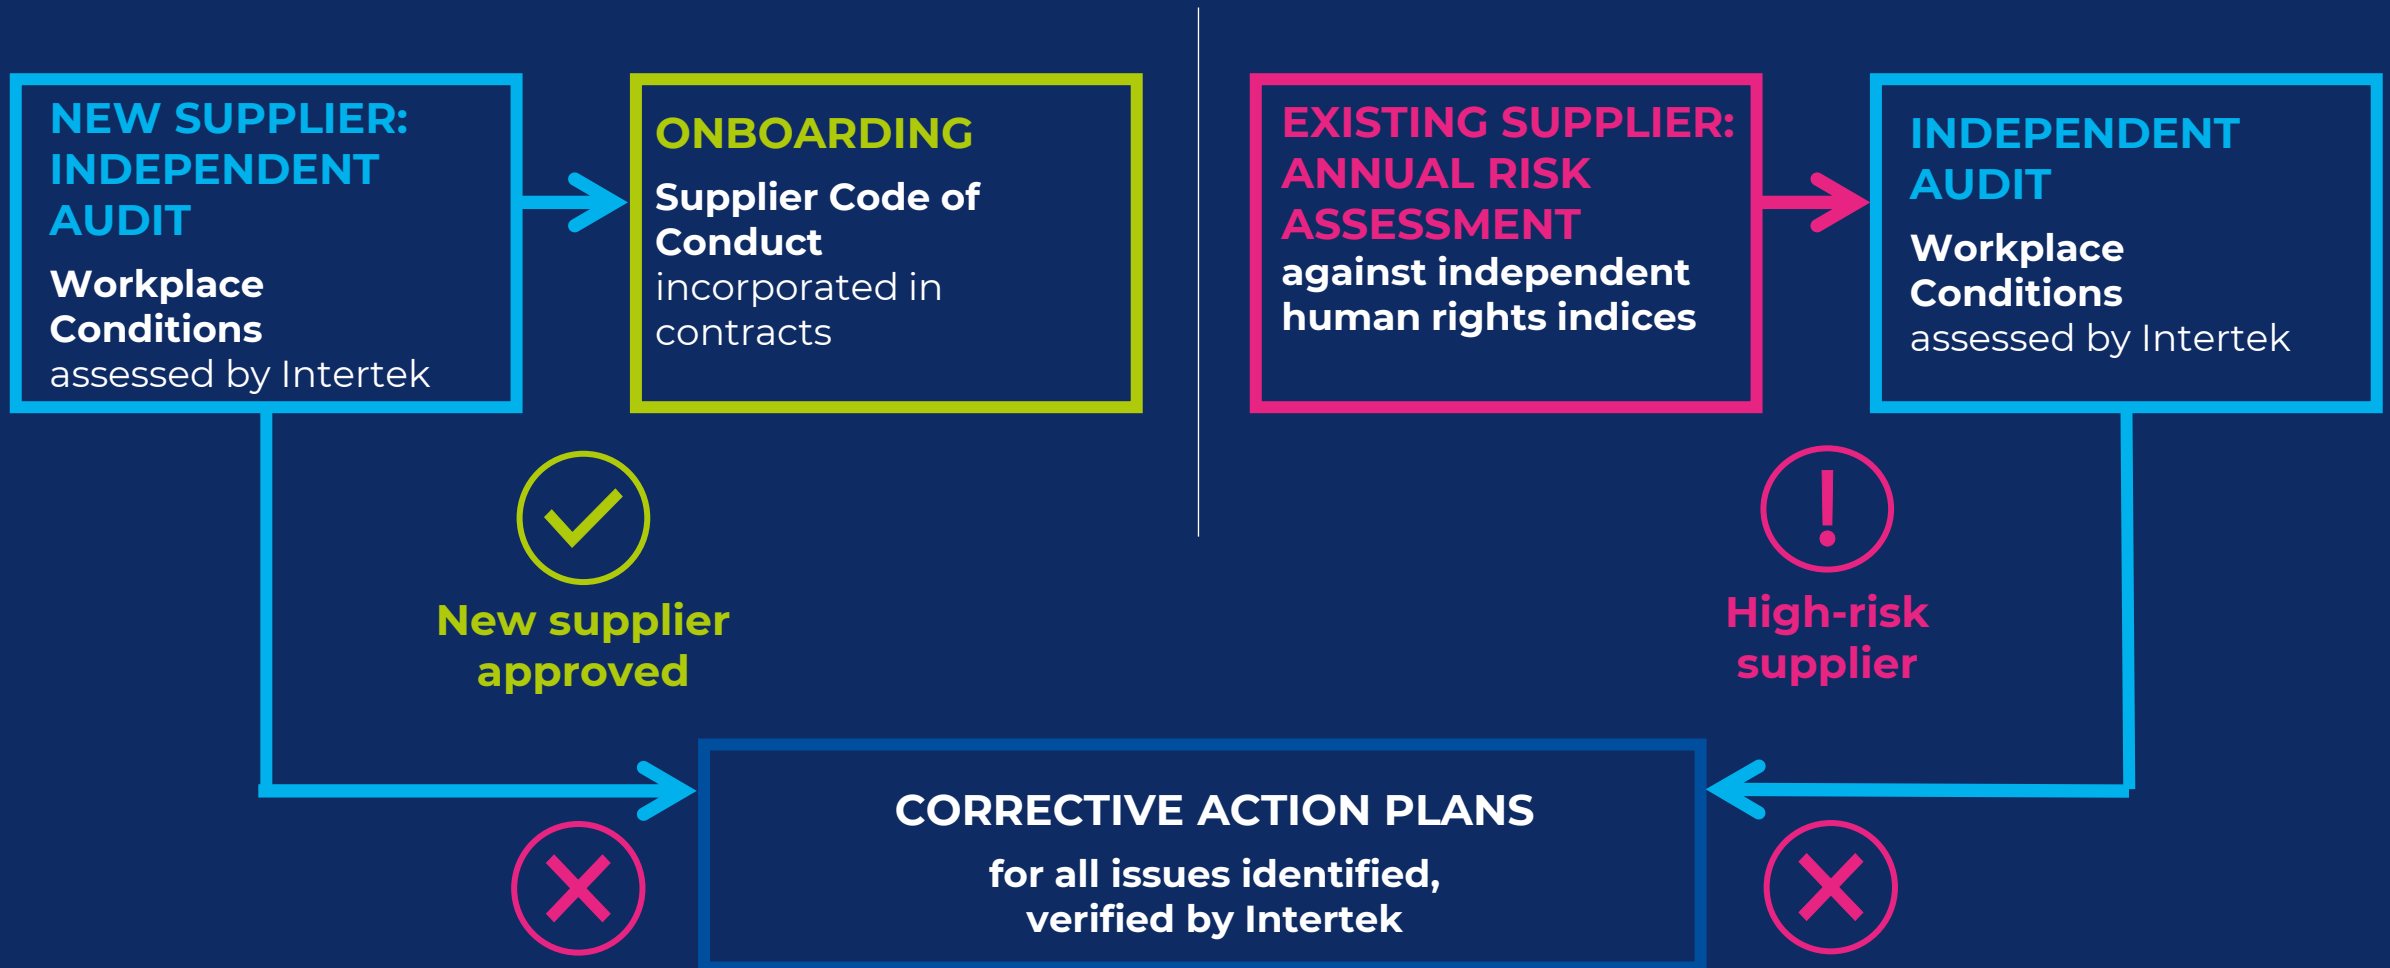 NEW SUPPLIER:
INDEPENDENT
AUDIT
Workplace
Conditions
assessed by Intertek
ONBOARDING
Supplier Code of
Conduct
incorporated in
contracts
New supplier
approved
EXISTING SUPPLIER:
ANNUAL RISK
ASSESSMENT
against independent
human rights indices
INDEPENDENT
AUDIT
Workplace
Conditions
assessed by Intertek
High-risk
supplier
CORRECTIVE ACTION PLANS
for all issues identified,
verified by Intertek